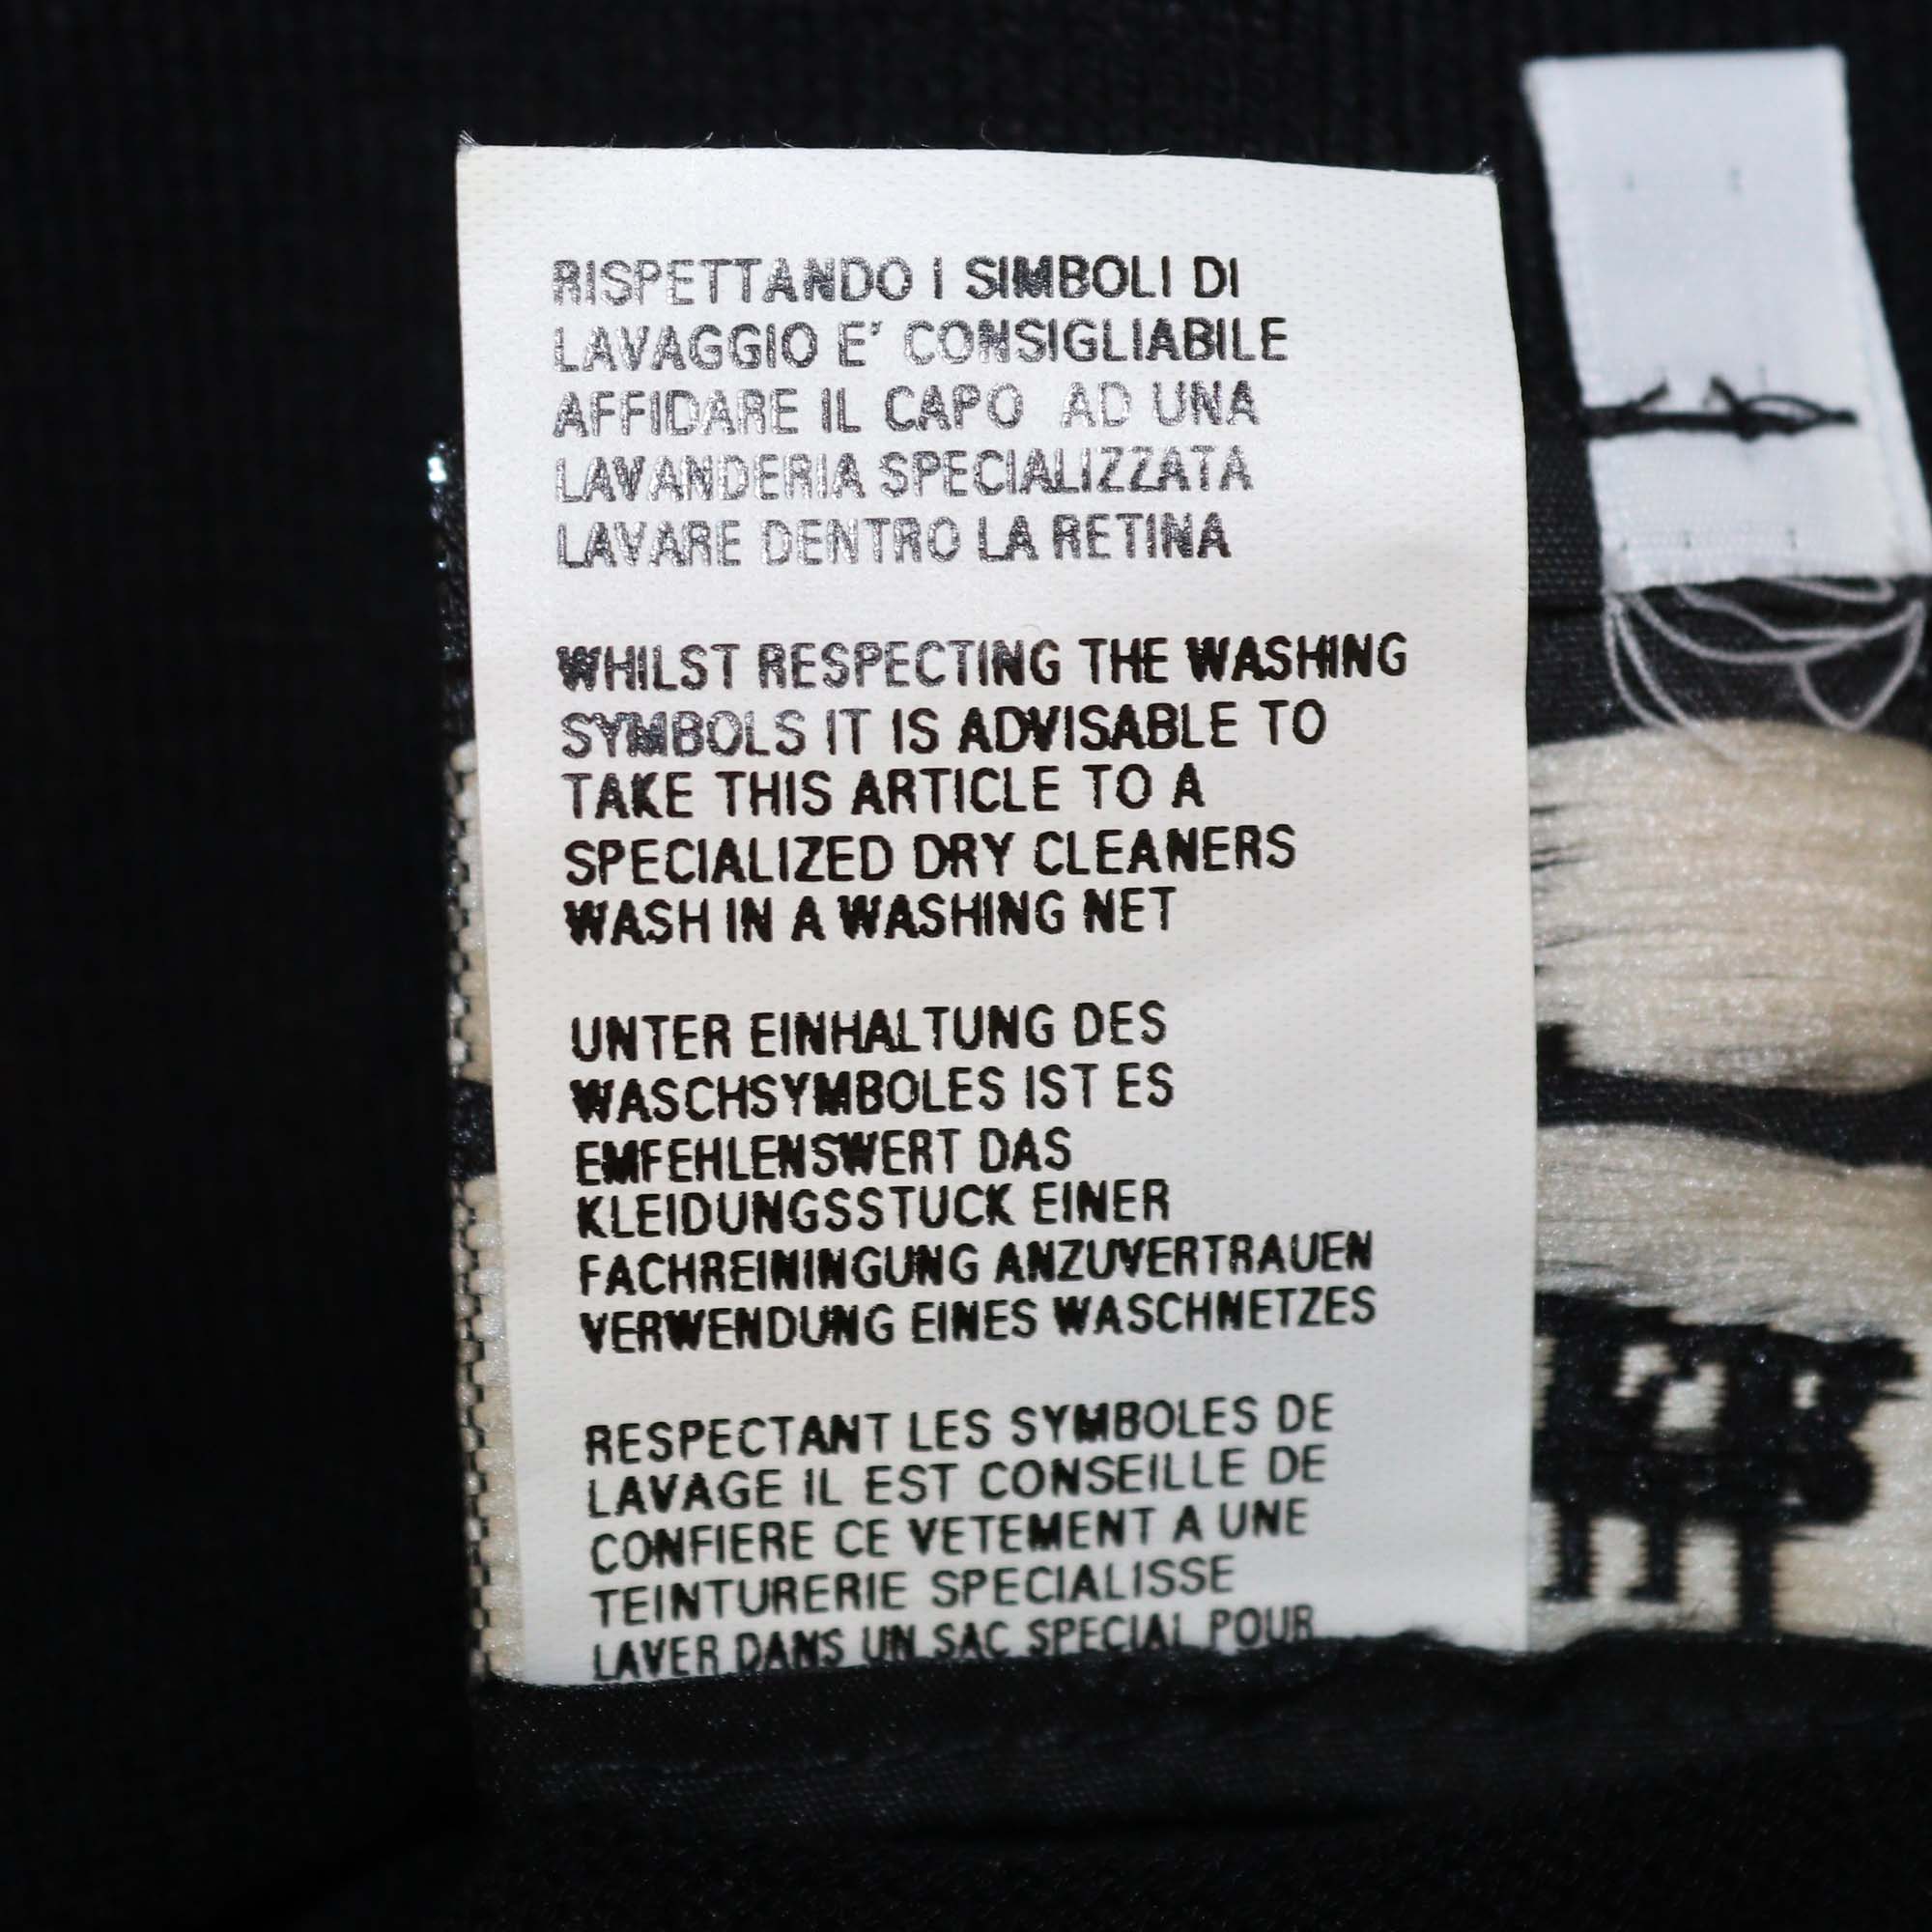 RISPETTANDO I SIMBOLI DI
LAVAGGIO E' CONSIGLIABILE
AFFIDARE IL CAPO AD UNA
LAVANDERIA SPECIALIZZATA
LAVARE DENTRO LA RETINA
WHILST RESPECTING THE WASHING
SYMBOLS IT IS ADVISABLE TO
TAKE THIS ARTICLE TO A
SPECIALIZED DRY CLEANERS
WASH IN A WASHING NET
UNTER EINHALTUNG DES
WASCHSYMBOLES IST ES
EMFEHLENSWERT DAS
KLEIDUNGSSTUCK EINER
FACHREININGUNG ANZUVERTRAUEN
VERWENDUNG EINES WASCHNETZES
RESPECTANT LES SYMBOLES DE
LAVAGE IL EST CONSEILLE DE
CONFIERE CE VETEMENT A UNE
TEINTURERIE SPECIALISSE
LAVER DANS UN SAC SPECIAL POUR